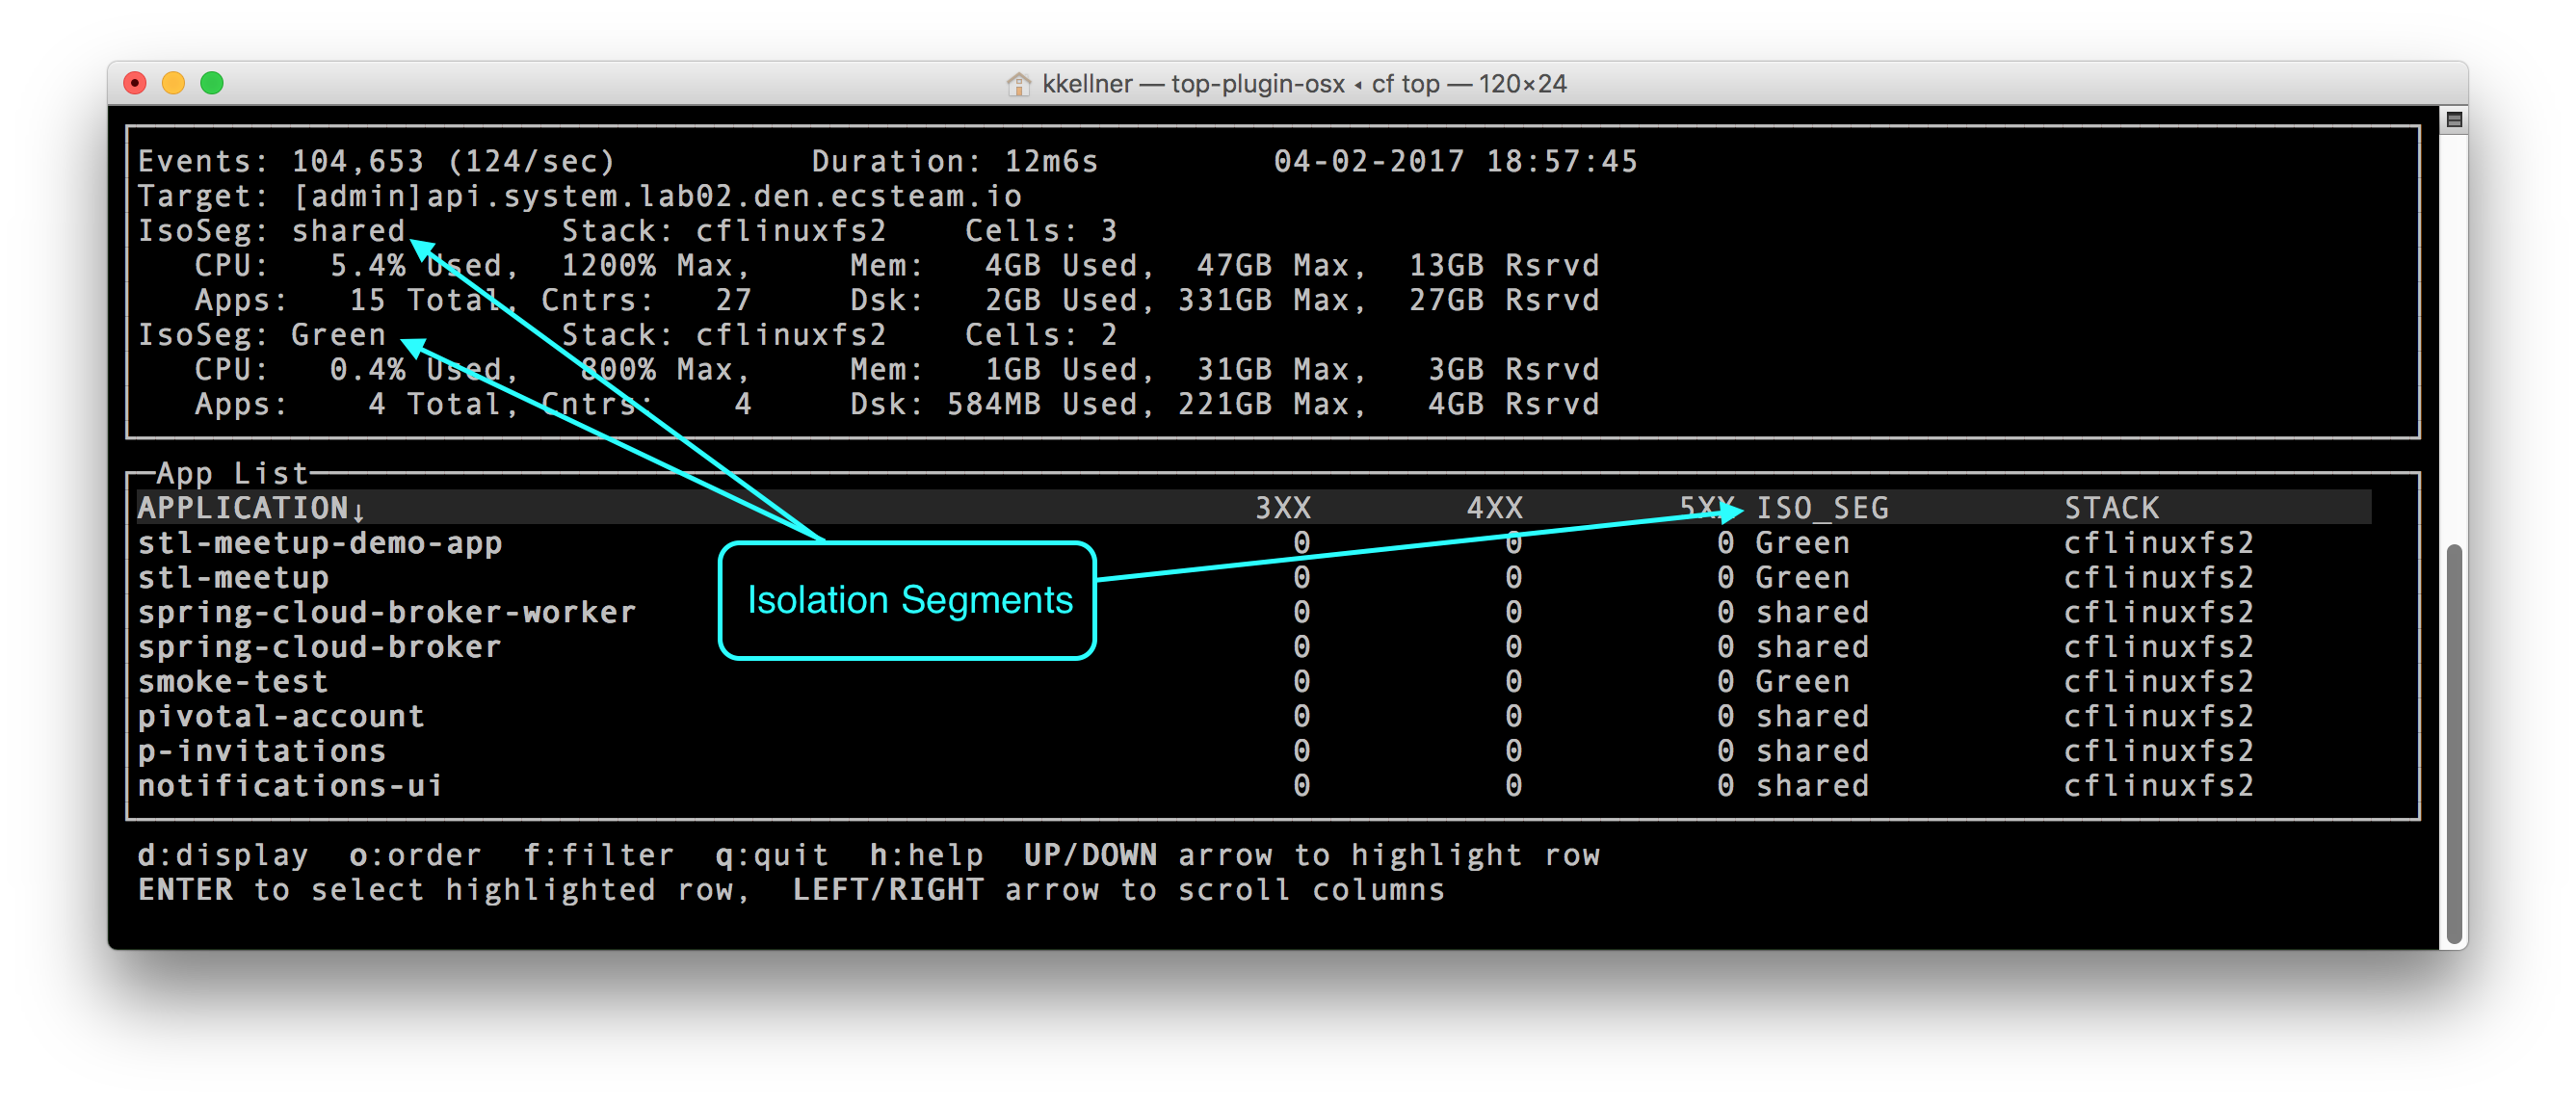 kkellner — top-plugin-osx ◂ cf top — 120×24
Events: 104,653 (124/sec)          Duration: 12m6s         04-02-2017 18:57:45
Target: [admin]api.system.lab02.den.ecsteam.io
IsoSeg: shared        Stack: cflinuxfs2    Cells: 3
CPU:   5.4% Used,  1200% Max,     Mem:   4GB Used,  47GB Max,  13GB Rsrvd
Apps:   15 Total, Cntrs:   27     Dsk:   2GB Used, 331GB Max,  27GB Rsrvd
IsoSeg: Green         Stack: cflinuxfs2    Cells: 2
CPU:   0.4% Used,   800% Max,     Mem:   1GB Used,  31GB Max,   3GB Rsrvd
Apps:    4 Total, Cntrs:    4     Dsk: 584MB Used, 221GB Max,   4GB Rsrvd
App List
APPLICATION↓ 3XX 4XX 5XX ISO_SEG STACK
stl-meetup-demo-app 0 0 0 Green cflinuxfs2
stl-meetup 0 0 0 Green cflinuxfs2
spring-cloud-broker-worker 0 0 0 shared cflinuxfs2
Isolation Segments
spring-cloud-broker 0 0 0 shared cflinuxfs2
smoke-test 0 0 0 Green cflinuxfs2
pivotal-account 0 0 0 shared cflinuxfs2
p-invitations 0 0 0 shared cflinuxfs2
notifications-ui 0 0 0 shared cflinuxfs2
d:display  o:order  f:filter  q:quit  h:help  UP/DOWN arrow to highlight row
ENTER to select highlighted row,  LEFT/RIGHT arrow to scroll columns